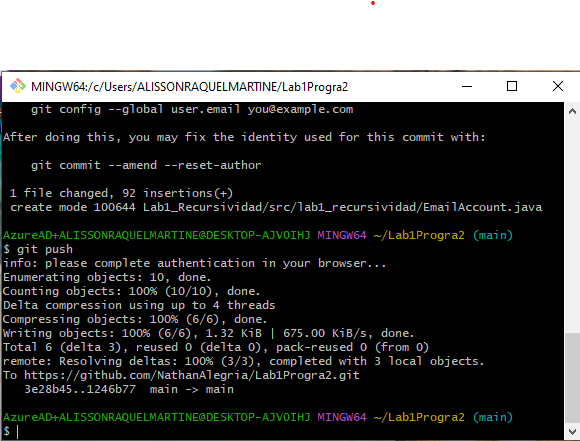 MINGW64:/c/Users/ALISSONRAQUELMARTINE/Lab1Progra2
git config --global user.email you@example.com
After doing this, you may fix the identity used for this commit with:
git commit --amend --reset-author
1 file changed, 92 insertions(+)
create mode 100644 Lab1_Recursividad/src/lab1_recursividad/EmailAccount.java
AzureAD+ALISSONRAQUELMARTINE@DESKTOP-AJVOIHJ MINGW64 ~/Lab1Progra2 (main)
$ git push
info: please complete authentication in your browser...
Enumerating objects: 10, done.
Counting objects: 100% (10/10), done.
Delta compression using up to 4 threads
Compressing objects: 100% (6/6), done.
Writing objects: 100% (6/6), 1.32 KiB | 675.00 KiB/s, done.
Total 6 (delta 3), reused 0 (delta 0), pack-reused 0 (from 0)
remote: Resolving deltas: 100% (3/3), completed with 3 local objects.
To https://github.com/NathanAlegria/Lab1Progra2.git
3e28b45..1246b77  main -> main
AzureAD+ALISSONRAQUELMARTINE@DESKTOP-AJVOIHJ MINGW64 ~/Lab1Progra2 (main)
$